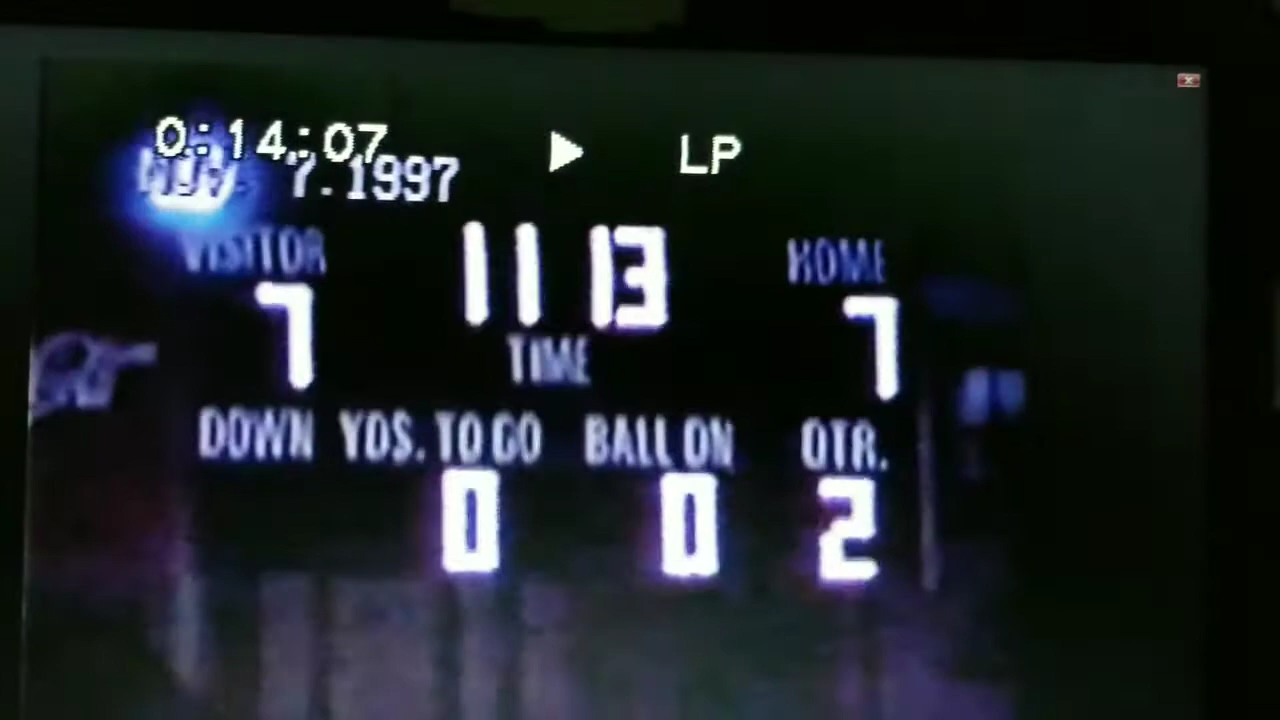 0:14:07 ▶ LP
NOV. 7.1997
VISITOR 11 13 HOME
7 TIME 7
DOWN YDS. TO GO BALL ON QTR.
0 0 2